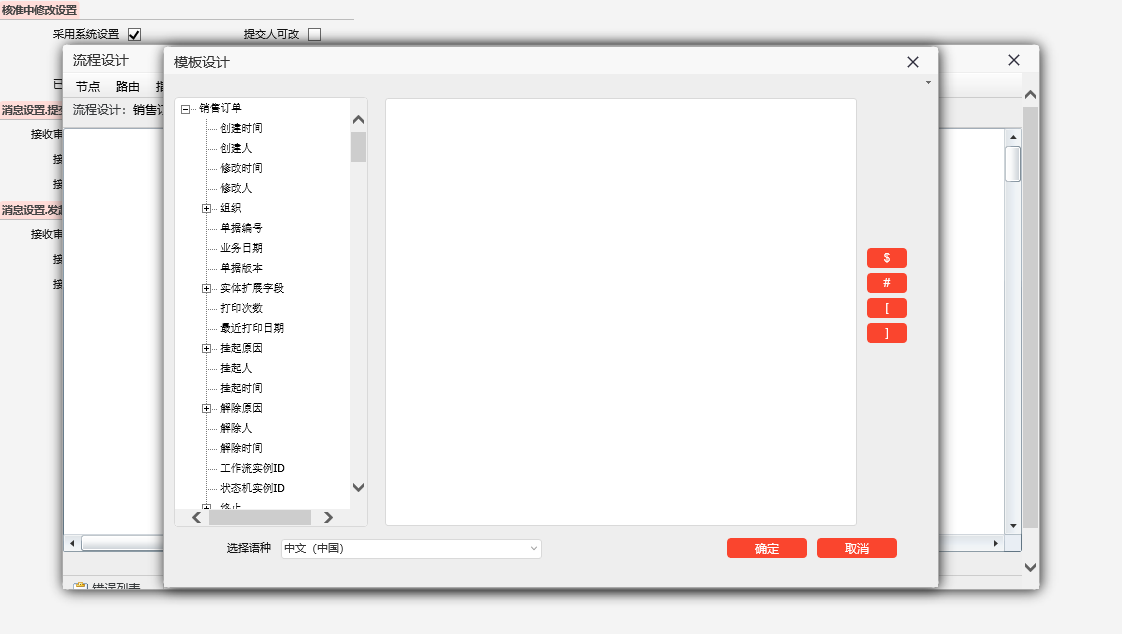 核准中修改设置
采用系统设置
提交人可改
流程设计
模板设计
已
节点 路由
消息设置.提
流程设计：销售订
接收审
接
接
消息设置.发起
接收审
接
接
销售订单
创建时间
创建人
修改时间
修改人
组织
单据编号
业务日期
单据版本
实体扩展字段
打印次数
最近打印日期
挂起原因
挂起人
挂起时间
解除原因
解除人
解除时间
工作流实例ID
状态机实例ID
终止
$
#
[
]
选择语种 中文（中国）
确定 取消
错误列表